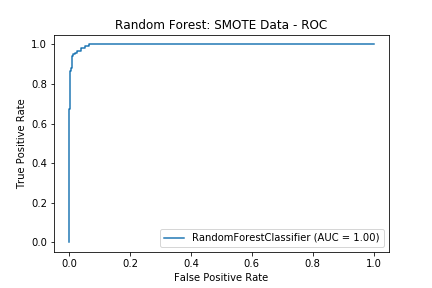 Random Forest: SMOTE Data - ROC
1.0
0.8
0.6
0.4
0.2
0.0
True Positive Rate
RandomForestClassifier (AUC = 1.00)
0.0 0.2 0.4 0.6 0.8 1.0
False Positive Rate